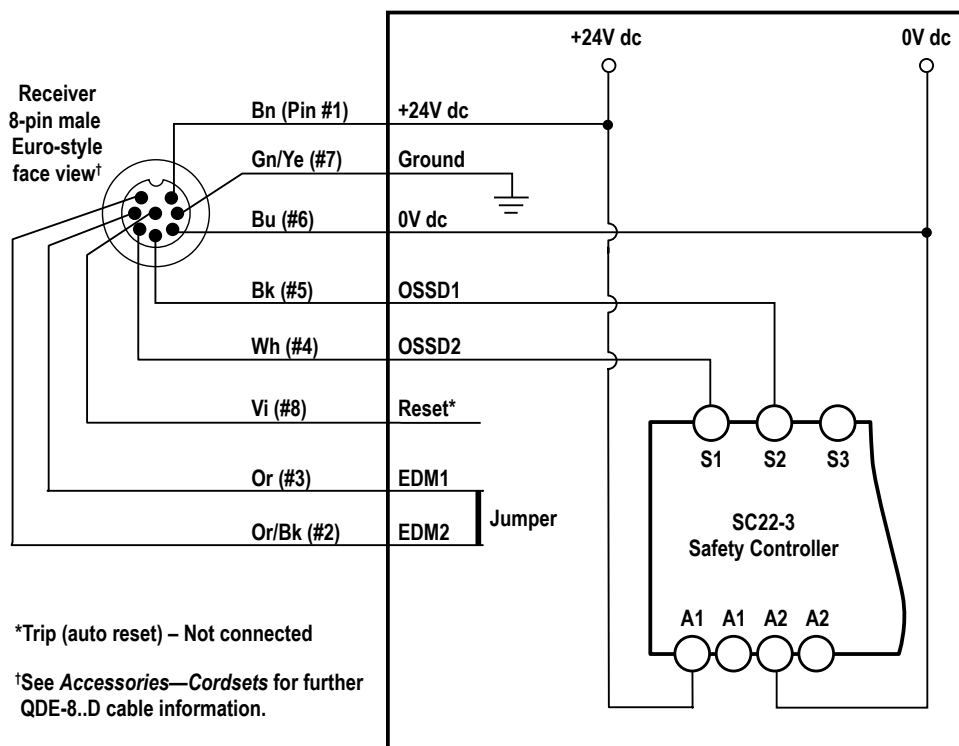 +24V dc
0V dc
Receiver
8-pin male
Euro-style
face view†
Bn (Pin #1)
+24V dc
Gn/Ye (#7)
Ground
Bu (#6)
0V dc
Bk (#5)
OSSD1
Wh (#4)
OSSD2
Vi (#8)
Reset*
Or (#3)
EDM1
Jumper
Or/Bk (#2)
EDM2
S1
S2
S3
SC22-3
Safety Controller
A1
A1
A2
A2
*Trip (auto reset) – Not connected
†See Accessories—Cordsets for further
QDE-8..D cable information.